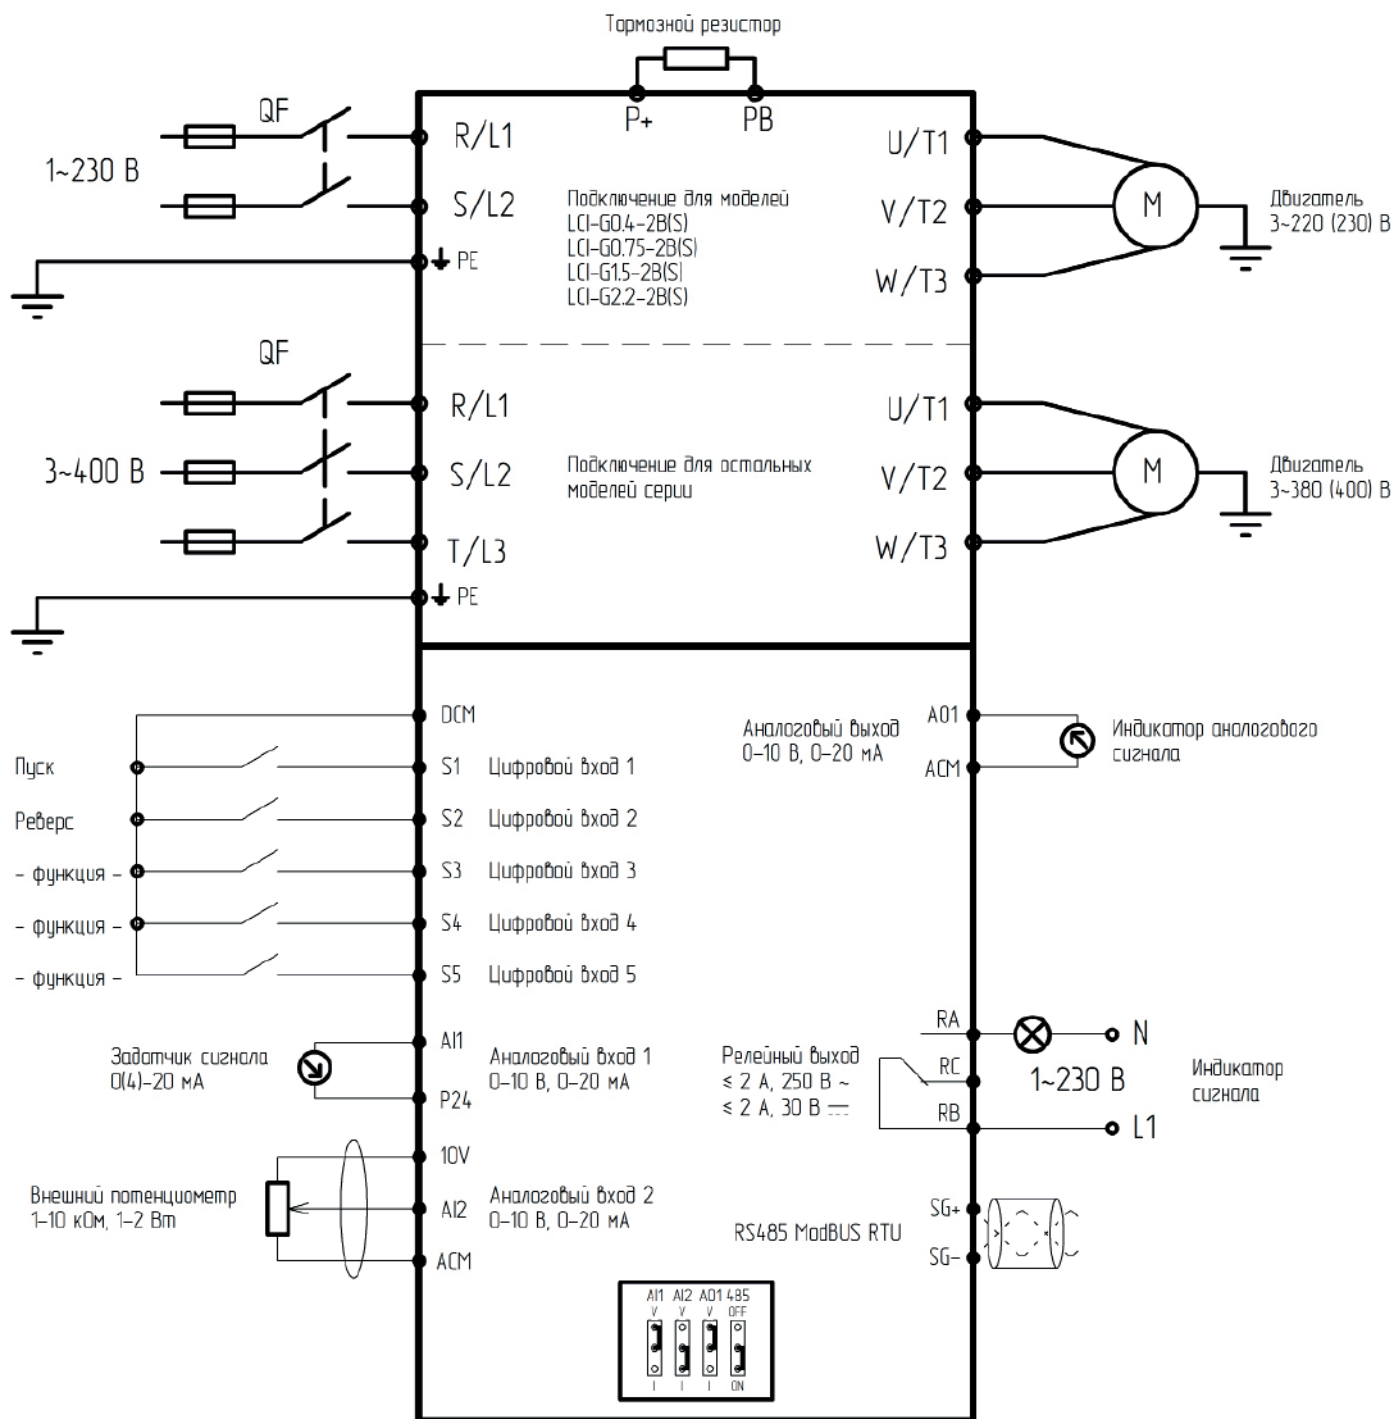 Тормозной резистор
P+
PB
QF
1~230 В
R/L1
S/L2
PE
Подключение для моделей
LCI-G0.4-2B(S)
LCI-G0.75-2B(S)
LCI-G1.5-2B(S)
LCI-G2.2-2B(S)
U/T1
V/T2
W/T3
M
Двигатель
3~220 (230) В
QF
3~400 В
R/L1
S/L2
T/L3
PE
Подключение для остальных
моделей серии
U/T1
V/T2
W/T3
M
Двигатель
3~380 (400) В
DCM
Пуск
S1 Цифровой вход 1
Реверс
S2 Цифровой вход 2
- функция -
S3 Цифровой вход 3
- функция -
S4 Цифровой вход 4
- функция -
S5 Цифровой вход 5
Аналоговый выход
0-10 В, 0-20 мА
AO1
ACM
Индикатор аналогового
сигнала
Задатчик сигнала
0(4)-20 мА
AI1
P24
Аналоговый вход 1
0-10 В, 0-20 мА
Релейный выход
≤ 2 А, 250 В ~
≤ 2 А, 30 В ⎓
RA
RC
RB
N
1~230 В
L1
Индикатор
сигнала
Внешний потенциометр
1-10 кОм, 1-2 Вт
10V
AI2
ACM
Аналоговый вход 2
0-10 В, 0-20 мА
RS485 ModBUS RTU
SG+
SG-
AI1 AI2 AO1 485
V V V OFF
I I I ON